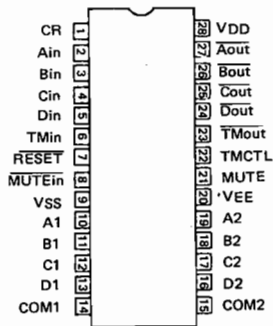 CR 1 28 VDD
Ain 2 27 Aout
Bin 3 26 Bout
Cin 4 25 Cout
Din 5 24 Dout
TMin 6 23 TMout
RESET 7 22 TMCTL
MUTEin 8 21 MUTE
VSS 9 20 VEE
A1 10 19 A2
B1 11 18 B2
C1 12 17 C2
D1 13 16 D2
COM1 14 15 COM2